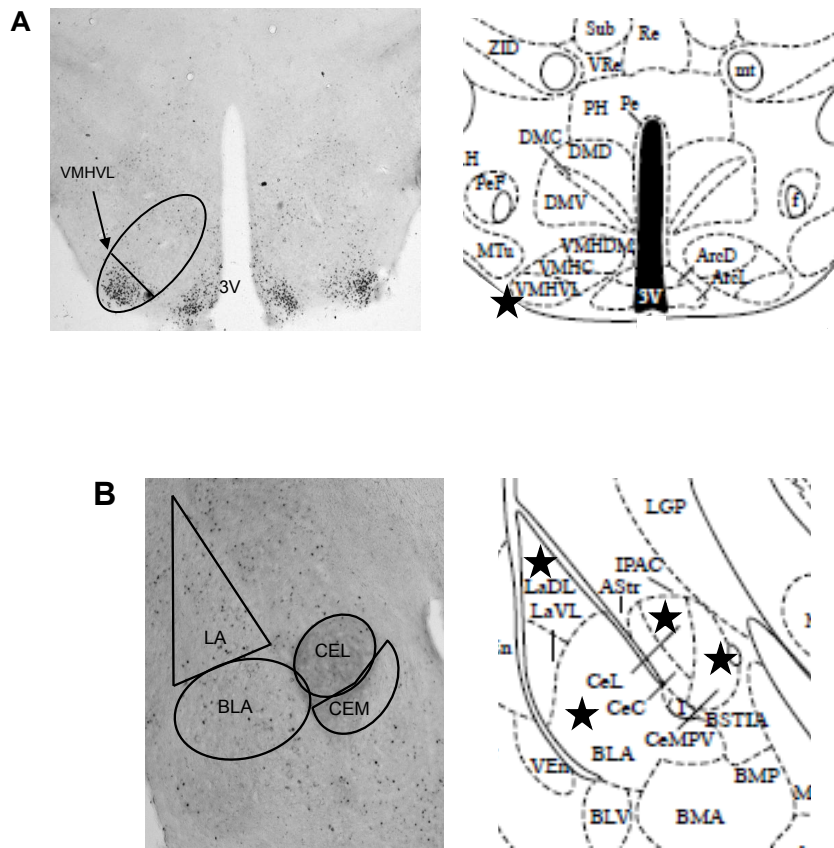 A
VMHVL
3V
Sub
Re
ZID
VRe
mt
PH
Pe
DMC
DMD
H
PeF
f
DMV
MTu
VMHDM
ArcD
VMHC
ArcL
VMHVL
3V
B
LA
CEL
BLA
CEM
LGP
IPAC
LaDL
AStr
LaVL
CeL
CeC
I
BSTIA
CeMPV
BLA
VEn
BMP
BLV
BMA